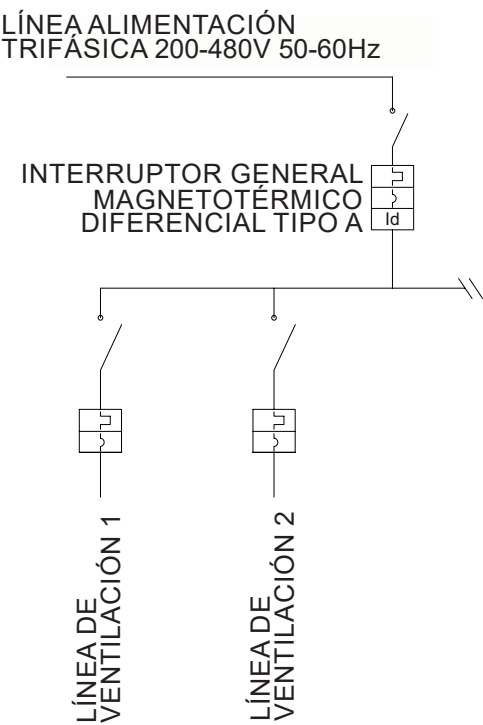 LÍNEA ALIMENTACIÓN
TRIFÁSICA 200-480V 50-60Hz
INTERRUPTOR GENERAL
MAGNETOTÉRMICO
DIFERENCIAL TIPO A
Id
LÍNEA DE
VENTILACIÓN 1
LÍNEA DE
VENTILACIÓN 2